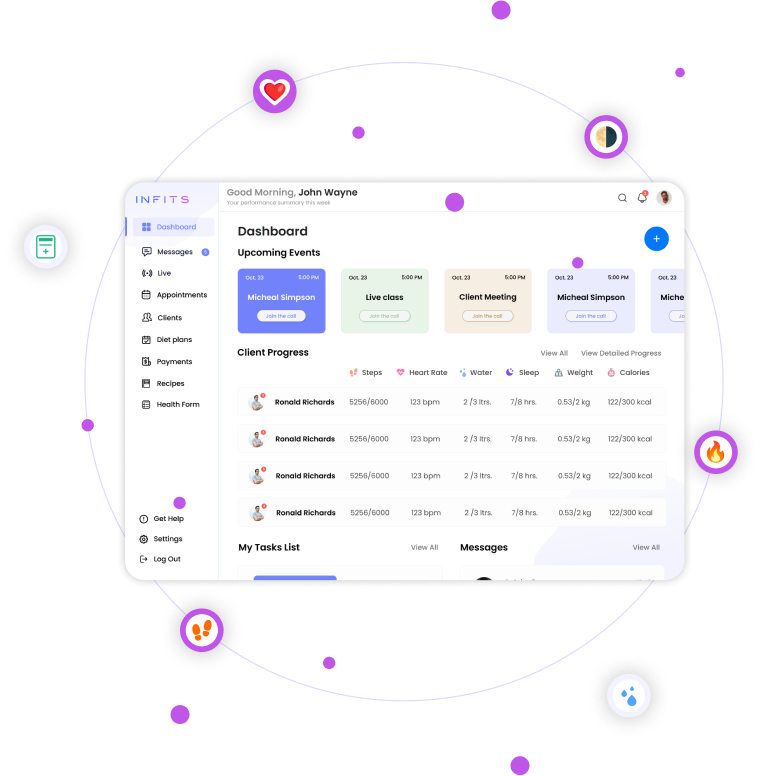 INFITS
Good Morning, John Wayne
Your performance summary this week
Dashboard
Messages
Live
Appointments
Clients
Diet plans
Payments
Recipes
Health Form
Get Help
Settings
Log Out
Dashboard
Upcoming Events
Oct. 23 5:00 PM
Micheal Simpson
Join the call
Oct. 23 5:00 PM
Live class
Join the call
Oct. 23 5:00 PM
Client Meeting
Join the call
Oct. 23 5:00 PM
Micheal Simpson
Join the call
Oct. 23
Miche
Client Progress View All View Detailed Progress
Steps Heart Rate Water Sleep Weight Calories
Ronald Richards 5256/6000 123 bpm 2 /3 ltrs. 7/8 hrs. 0.53/2 kg 122/300 kcal
Ronald Richards 5256/6000 123 bpm 2 /3 ltrs. 7/8 hrs. 0.53/2 kg 122/300 kcal
Ronald Richards 5256/6000 123 bpm 2 /3 ltrs. 7/8 hrs. 0.53/2 kg 122/300 kcal
Ronald Richards 5256/6000 123 bpm 2 /3 ltrs. 7/8 hrs. 0.53/2 kg 122/300 kcal
My Tasks List View All
Messages View All